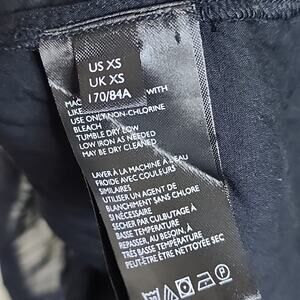 US XS
UK XS
170/84A
MAC
WITH
LIKE
USE ONLY NON-CHLORINE
BLEACH
TUMBLE DRY LOW
LOW IRON AS NEEDED
MAY BE DRY CLEANED
LAVER À LA MACHINE À EAU
FROIDE AVEC COULEURS
SIMILAIRES
UTILISER UN AGENT DE
BLANCHIMENT SANS CHLORE
SI NÉCESSAIRE
SÉCHER PAR CULBUTAGE À
BASSE TEMPÉRATURE
REPASSER, AU BESOIN, À
TRÈS BASSE TEMPÉRATURE
PEUT-ÊTRE ÊTRE NETTOYÉE SEC